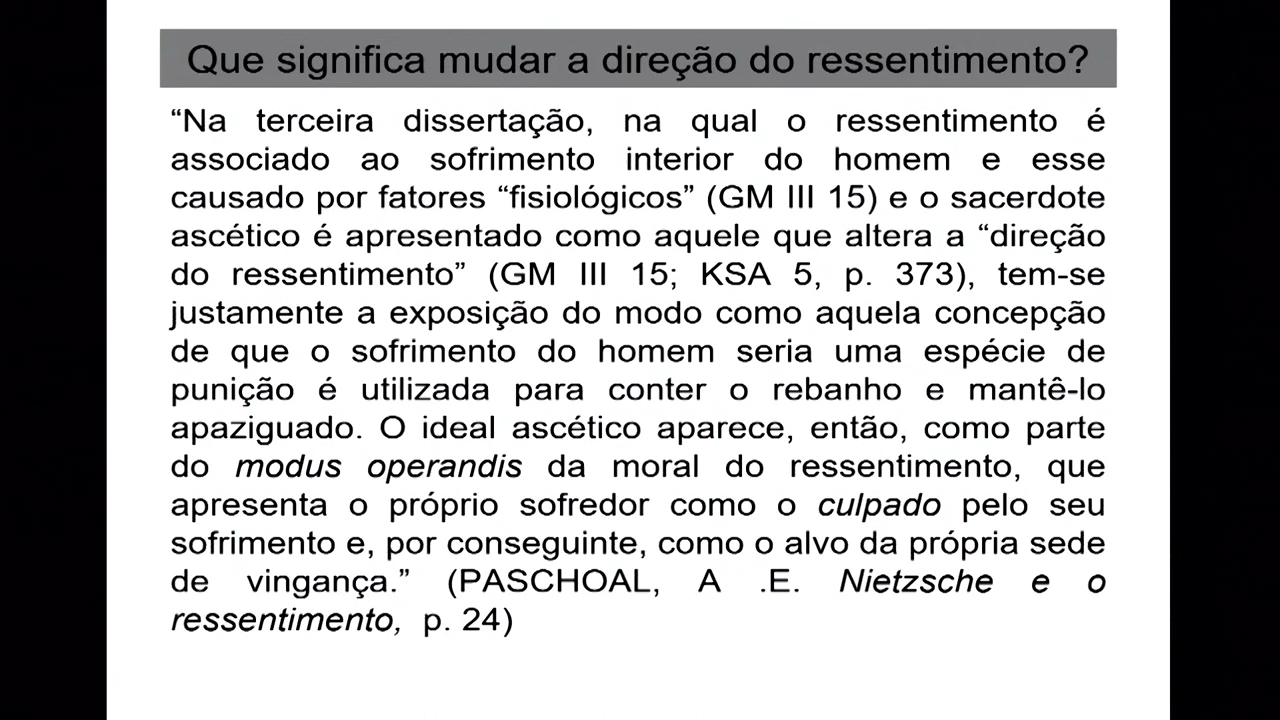 Que significa mudar a direção do ressentimento?
“Na terceira dissertação, na qual o ressentimento é
associado ao sofrimento interior do homem e esse
causado por fatores “fisiológicos” (GM III 15) e o sacerdote
ascético é apresentado como aquele que altera a “direção
do ressentimento” (GM III 15; KSA 5, p. 373), tem-se
justamente a exposição do modo como aquela concepção
de que o sofrimento do homem seria uma espécie de
punição é utilizada para conter o rebanho e mantê-lo
apaziguado. O ideal ascético aparece, então, como parte
do modus operandis da moral do ressentimento, que
apresenta o próprio sofredor como o culpado pelo seu
sofrimento e, por conseguinte, como o alvo da própria sede
de vingança.” (PASCHOAL, A .E. Nietzsche e o
ressentimento, p. 24)